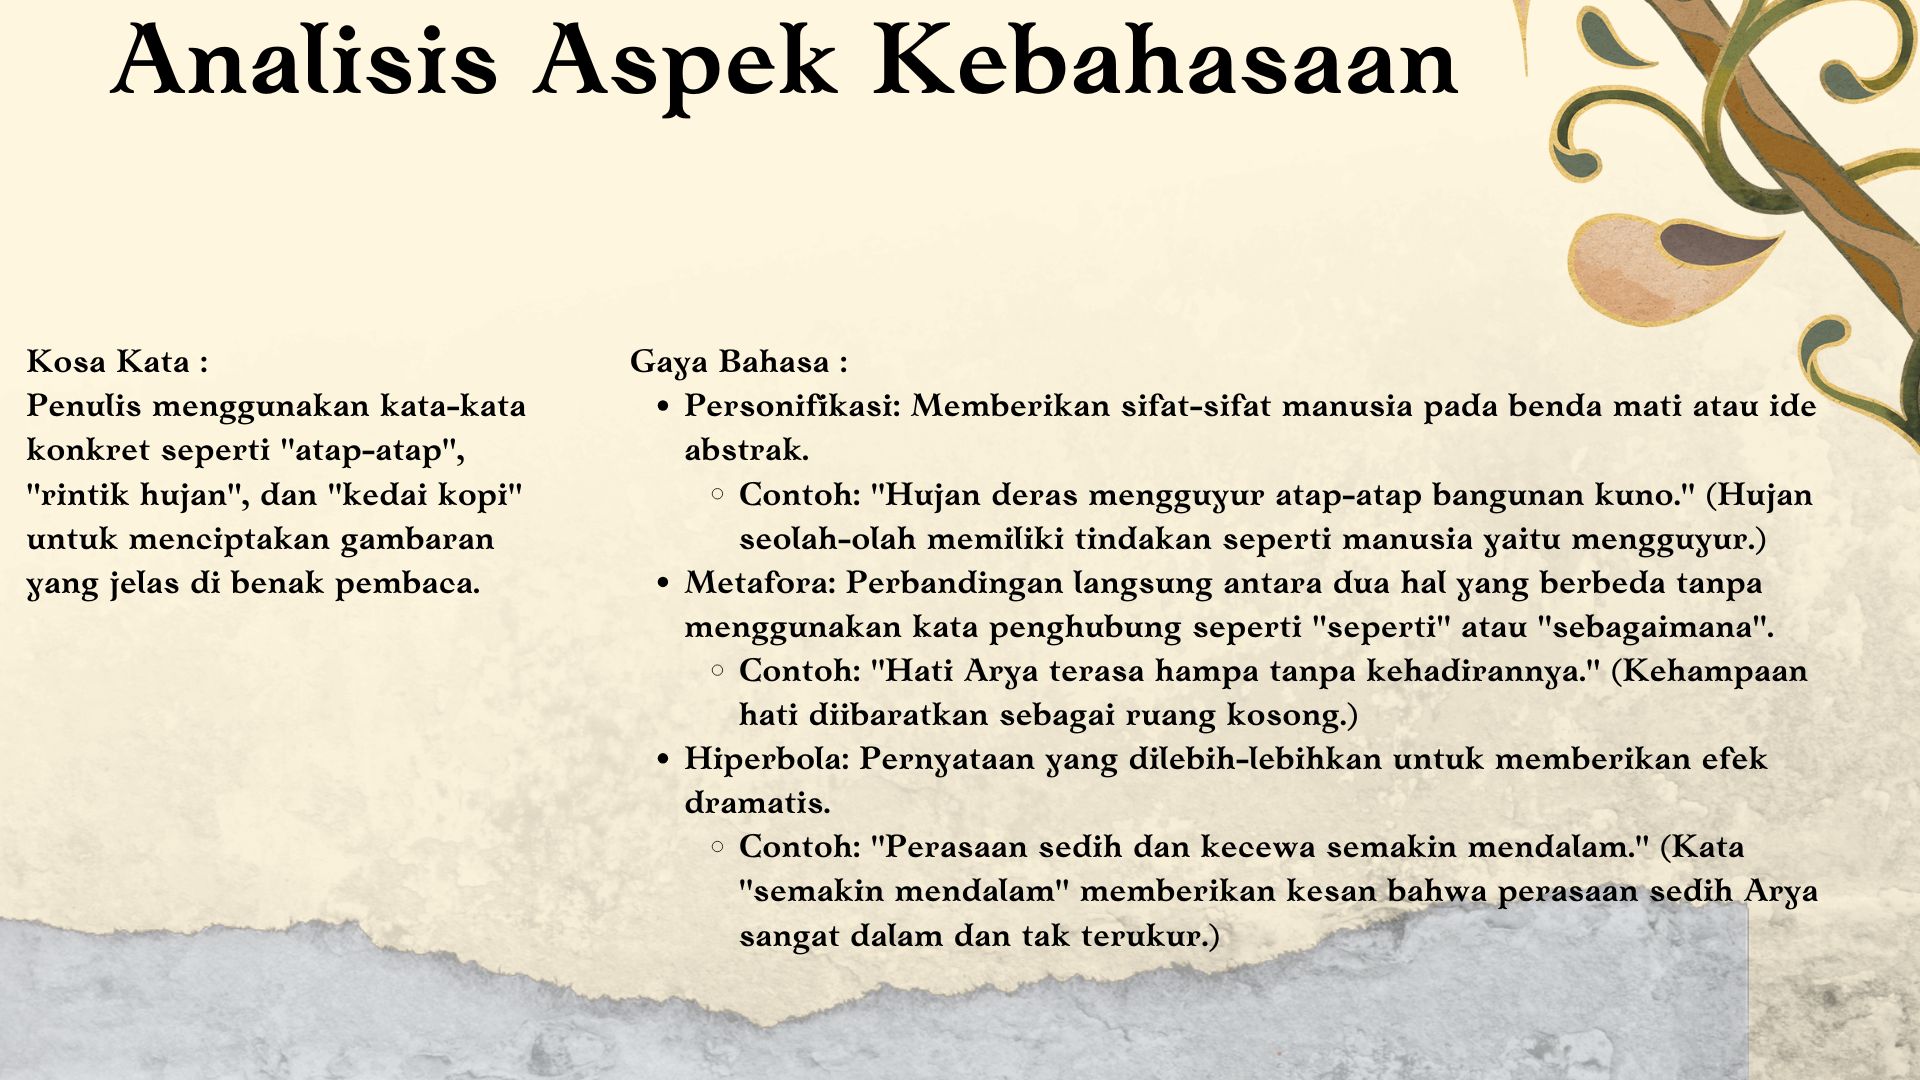 Analisis Aspek Kebahasaan
Kosa Kata :
Penulis menggunakan kata-kata
konkret seperti "atap-atap",
"rintik hujan", dan "kedai kopi"
untuk menciptakan gambaran
yang jelas di benak pembaca.
Gaya Bahasa :
• Personifikasi: Memberikan sifat-sifat manusia pada benda mati atau ide
abstrak.
○ Contoh: "Hujan deras mengguyur atap-atap bangunan kuno." (Hujan
seolah-olah memiliki tindakan seperti manusia yaitu mengguyur.)
• Metafora: Perbandingan langsung antara dua hal yang berbeda tanpa
menggunakan kata penghubung seperti "seperti" atau "sebagaimana".
○ Contoh: "Hati Arya terasa hampa tanpa kehadirannya." (Kehampaan
hati diibaratkan sebagai ruang kosong.)
• Hiperbola: Pernyataan yang dilebih-lebihkan untuk memberikan efek
dramatis.
○ Contoh: "Perasaan sedih dan kecewa semakin mendalam." (Kata
"semakin mendalam" memberikan kesan bahwa perasaan sedih Arya
sangat dalam dan tak terukur.)